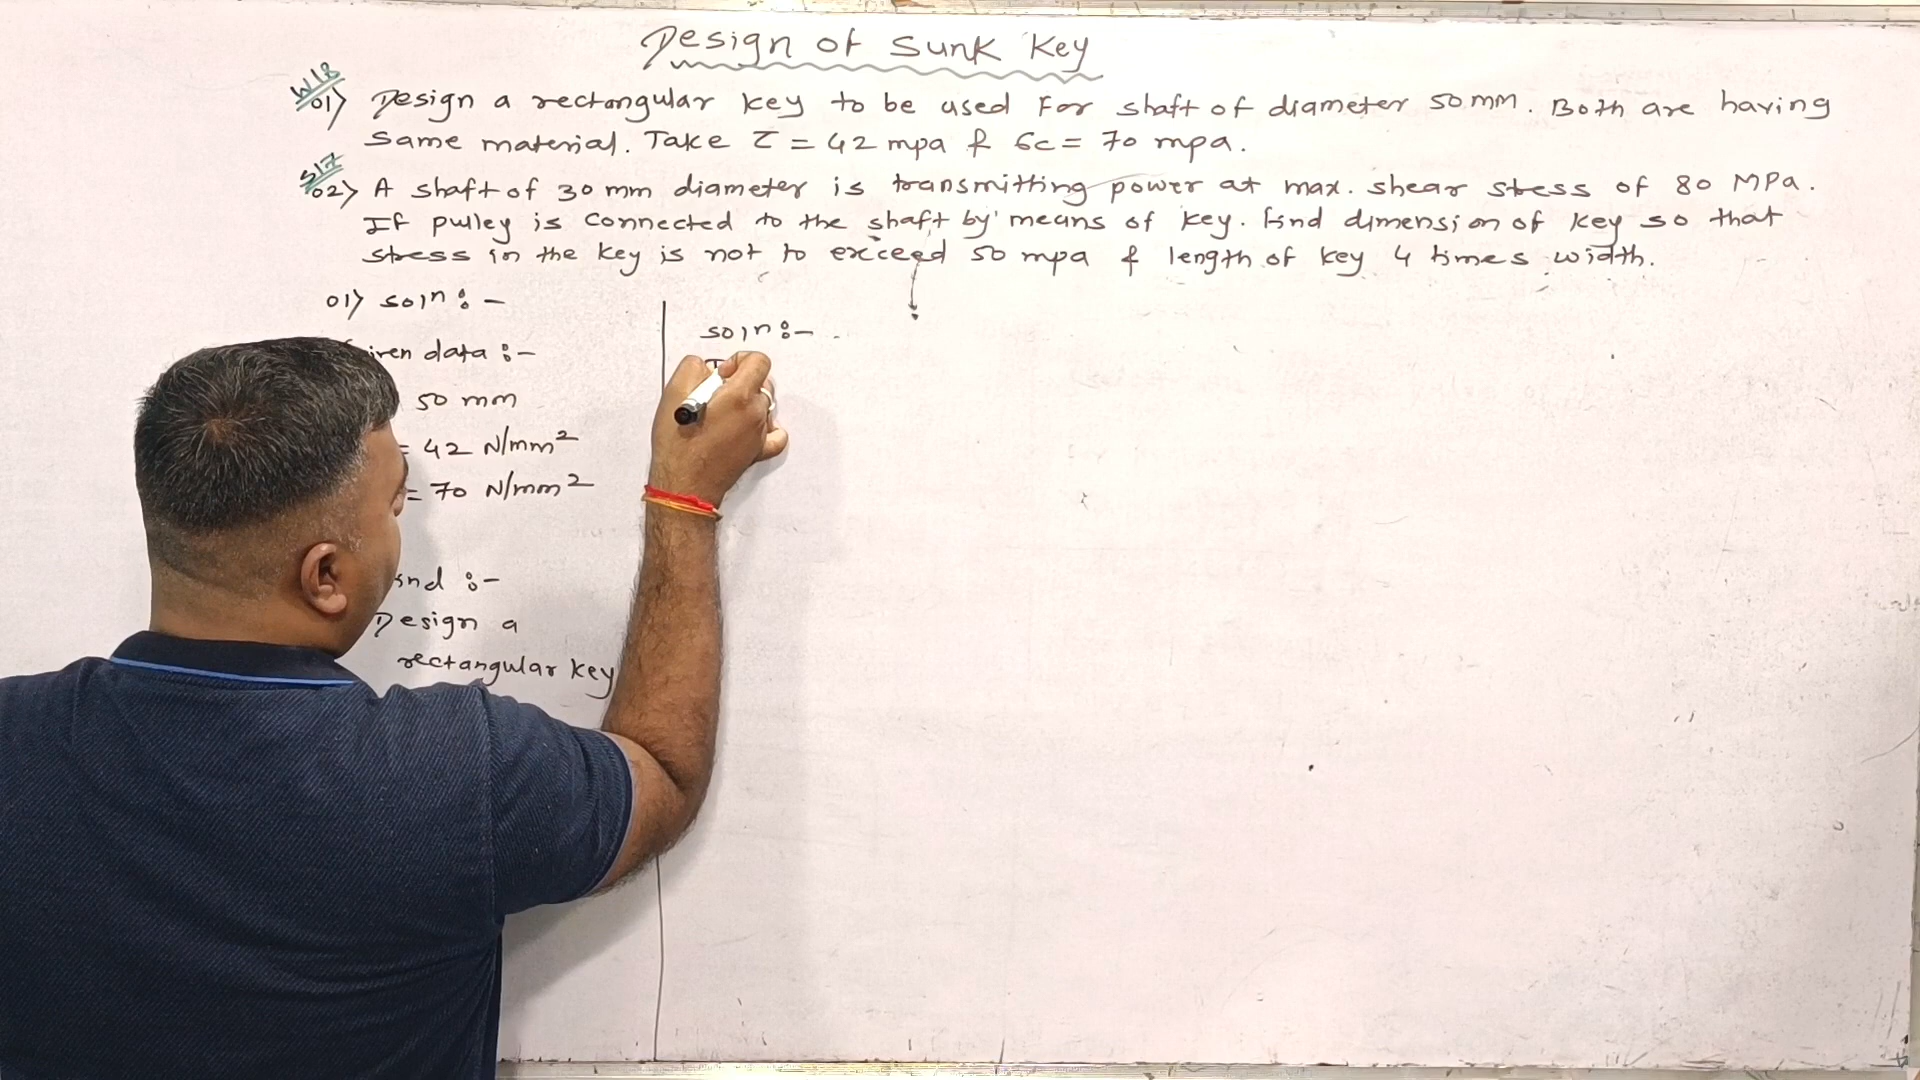 Design of Sunk Key
W18
01) Design a rectangular key to be used for shaft of diameter 50mm. Both are having
same material. Take τ = 42 mpa & σc = 70 mpa.
S17
02) A shaft of 30 mm diameter is transmitting power at max. shear stress of 80 MPa.
If pulley is connected to the shaft by means of key. Find dimension of key so that
stress in the key is not to exceed 50 mpa & length of key 4 times width.
01) soln :-
Given data :-
50 mm
= 42 N/mm²
= 70 N/mm²
Find :-
Design a
rectangular key
soln :-